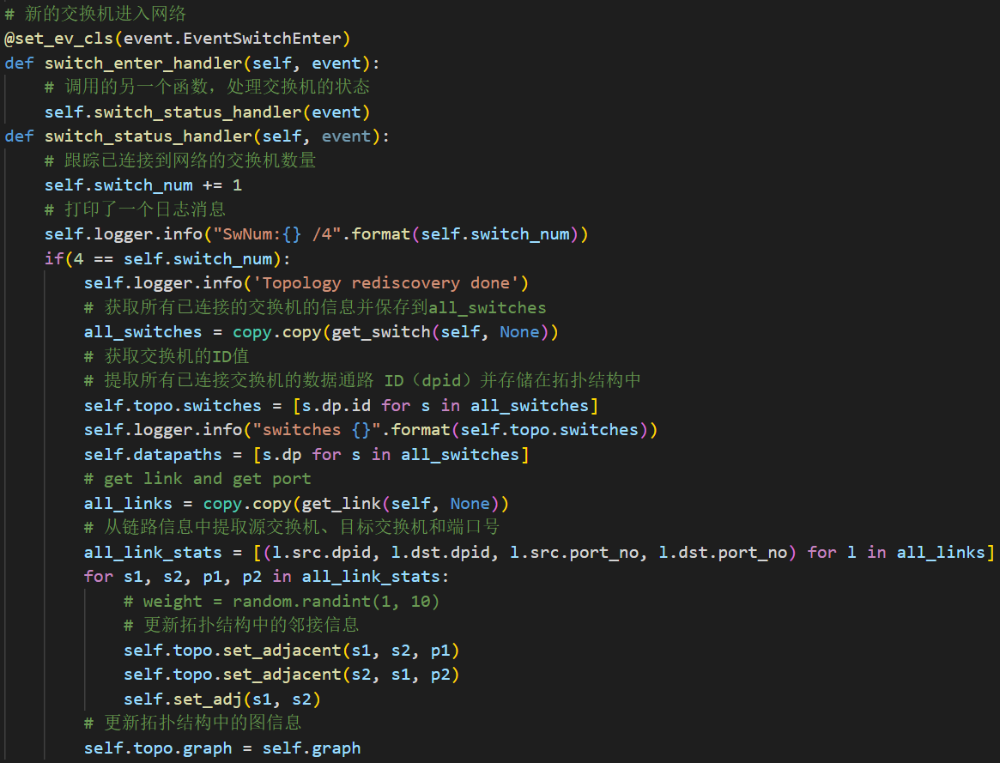 # 新的交换机进入网络
@set_ev_cls(event.EventSwitchEnter)
def switch_enter_handler(self, event):
    # 调用的另一个函数，处理交换机的状态
    self.switch_status_handler(event)
def switch_status_handler(self, event):
    # 跟踪已连接到网络的交换机数量
    self.switch_num += 1
    # 打印了一个日志消息
    self.logger.info("SwNum:{} /4".format(self.switch_num))
    if(4 == self.switch_num):
        self.logger.info('Topology rediscovery done')
        # 获取所有已连接的交换机的信息并保存到all_switches
        all_switches = copy.copy(get_switch(self, None))
        # 获取交换机的ID值
        # 提取所有已连接交换机的数据通路 ID（dpid）并存储在拓扑结构中
        self.topo.switches = [s.dp.id for s in all_switches]
        self.logger.info("switches {}".format(self.topo.switches))
        self.datapaths = [s.dp for s in all_switches]
        # get link and get port
        all_links = copy.copy(get_link(self, None))
        # 从链路信息中提取源交换机、目标交换机和端口号
        all_link_stats = [(l.src.dpid, l.dst.dpid, l.src.port_no, l.dst.port_no) for l in all_links]
        for s1, s2, p1, p2 in all_link_stats:
            # weight = random.randint(1, 10)
            # 更新拓扑结构中的邻接信息
            self.topo.set_adjacent(s1, s2, p1)
            self.topo.set_adjacent(s2, s1, p2)
            self.set_adj(s1, s2)
        # 更新拓扑结构中的图信息
        self.topo.graph = self.graph